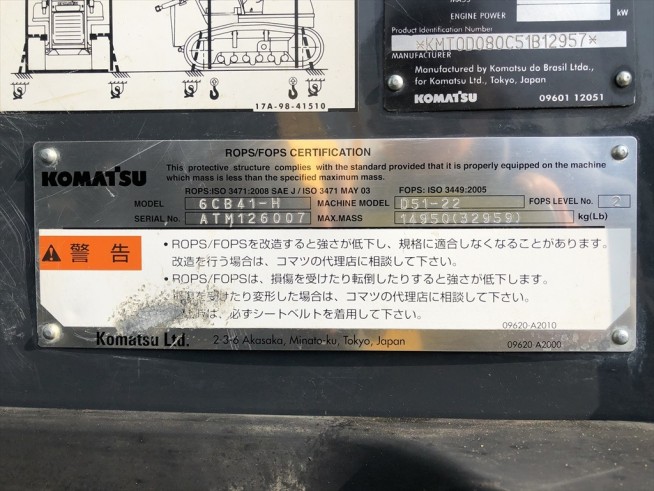 17A-98-41510
MASS
ENGINE POWER kW
Product Identification Number
*KMT0D080C51B12957*
MANUFACTURER
Manufactured by Komatsu do Brasil Ltda.,
for Komatsu Ltd., Tokyo, Japan
KOMATSU 09601 12051
ROPS/FOPS CERTIFICATION
KOMATSU
This protective structure complies with the standard provided that it is properly equipped on the machine
which mass is less than the specified maximum mass.
ROPS:ISO 3471:2008 SAE J / ISO 3471 MAY 03 FOPS: ISO 3449:2005
MODEL 6CB41-H MACHINE MODEL D51-22 FOPS LEVEL NO. 2
SERIAL NO. ATM126007 MAX.MASS 14950(32959) kg(Lb)
警告
・ROPS/FOPSを改造すると強さが低下し、規格に適合しなくなることがあります。
改造を行う場合は、コマツの代理店に相談して下さい。
・ROPS/FOPSは、損傷を受けたり転倒したりすると強さが低下します。
を受けたり変形した場合は、コマツの代理店に相談して下さい。
は、必ずシートベルトを着用して下さい。
09620-A2010
Komatsu Ltd. 2-3-6 Akasaka, Minato-ku, Tokyo, Japan 09620-A2000